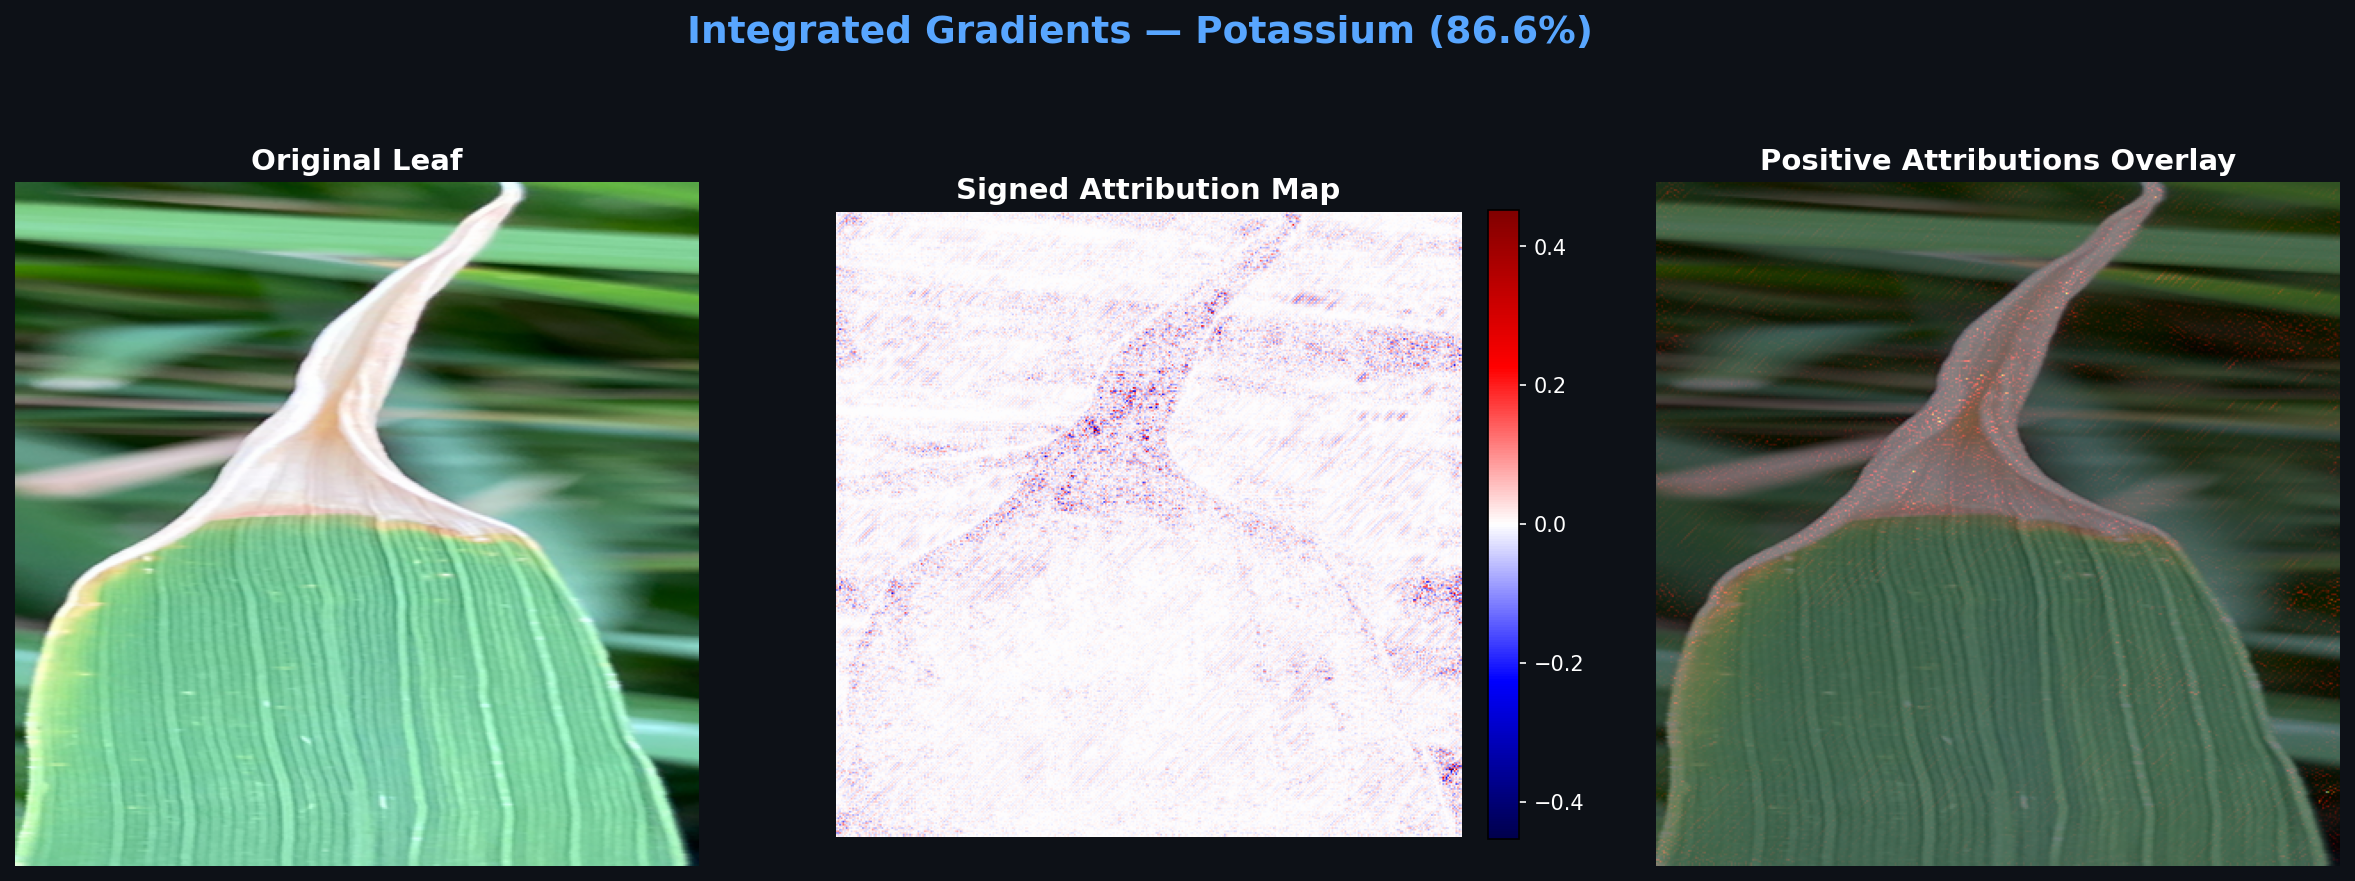 Integrated Gradients — Potassium (86.6%)
Original Leaf
Signed Attribution Map
Positive Attributions Overlay
0.4
0.2
0.0
−0.2
−0.4